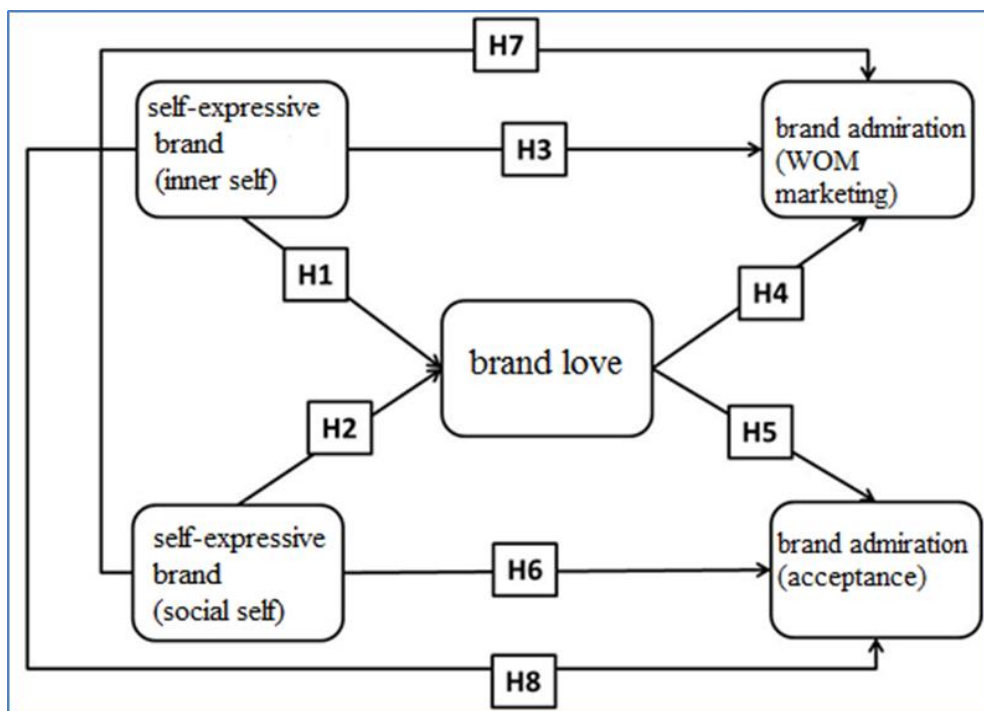 H7
self-expressive
brand
(inner self)
H3
brand admiration
(WOM
marketing)
H1
H4
brand love
H2
H5
self-expressive
brand
(social self)
H6
brand admiration
(acceptance)
H8